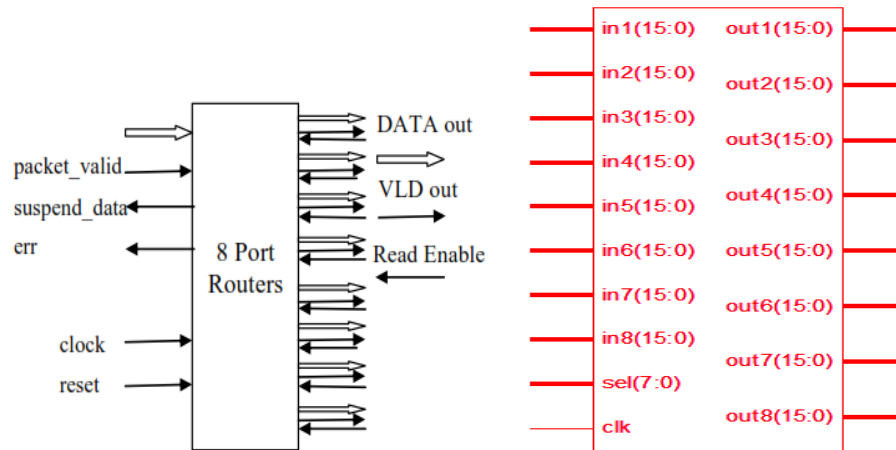 packet_valid
suspend_data
err
clock
reset
8 Port
Routers
DATA out
VLD out
Read Enable
in1(15:0)
in2(15:0)
in3(15:0)
in4(15:0)
in5(15:0)
in6(15:0)
in7(15:0)
in8(15:0)
sel(7:0)
clk
out1(15:0)
out2(15:0)
out3(15:0)
out4(15:0)
out5(15:0)
out6(15:0)
out7(15:0)
out8(15:0)